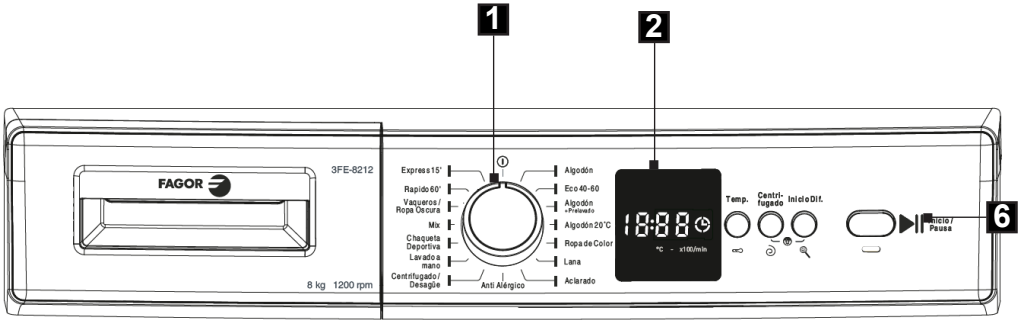 1
2
FAGOR
3FE-8212
8 kg 1200 rpm
Express 15'
Rapido 60'
Vaqueros /
Ropa Oscura
Mix
Chaqueta
Deportiva
Lavado a
mano
Centrifugado /
Desagüe
Anti Alérgico
Algodón
Eco 40-60
Algodón
+Prelavado
Algodón 20˚C
Ropa de Color
Lana
Aclarado
18:88
°C - x100/min
Temp.
Centri-
fugado
Inicio Dif.
Inicio /
Pausa
6